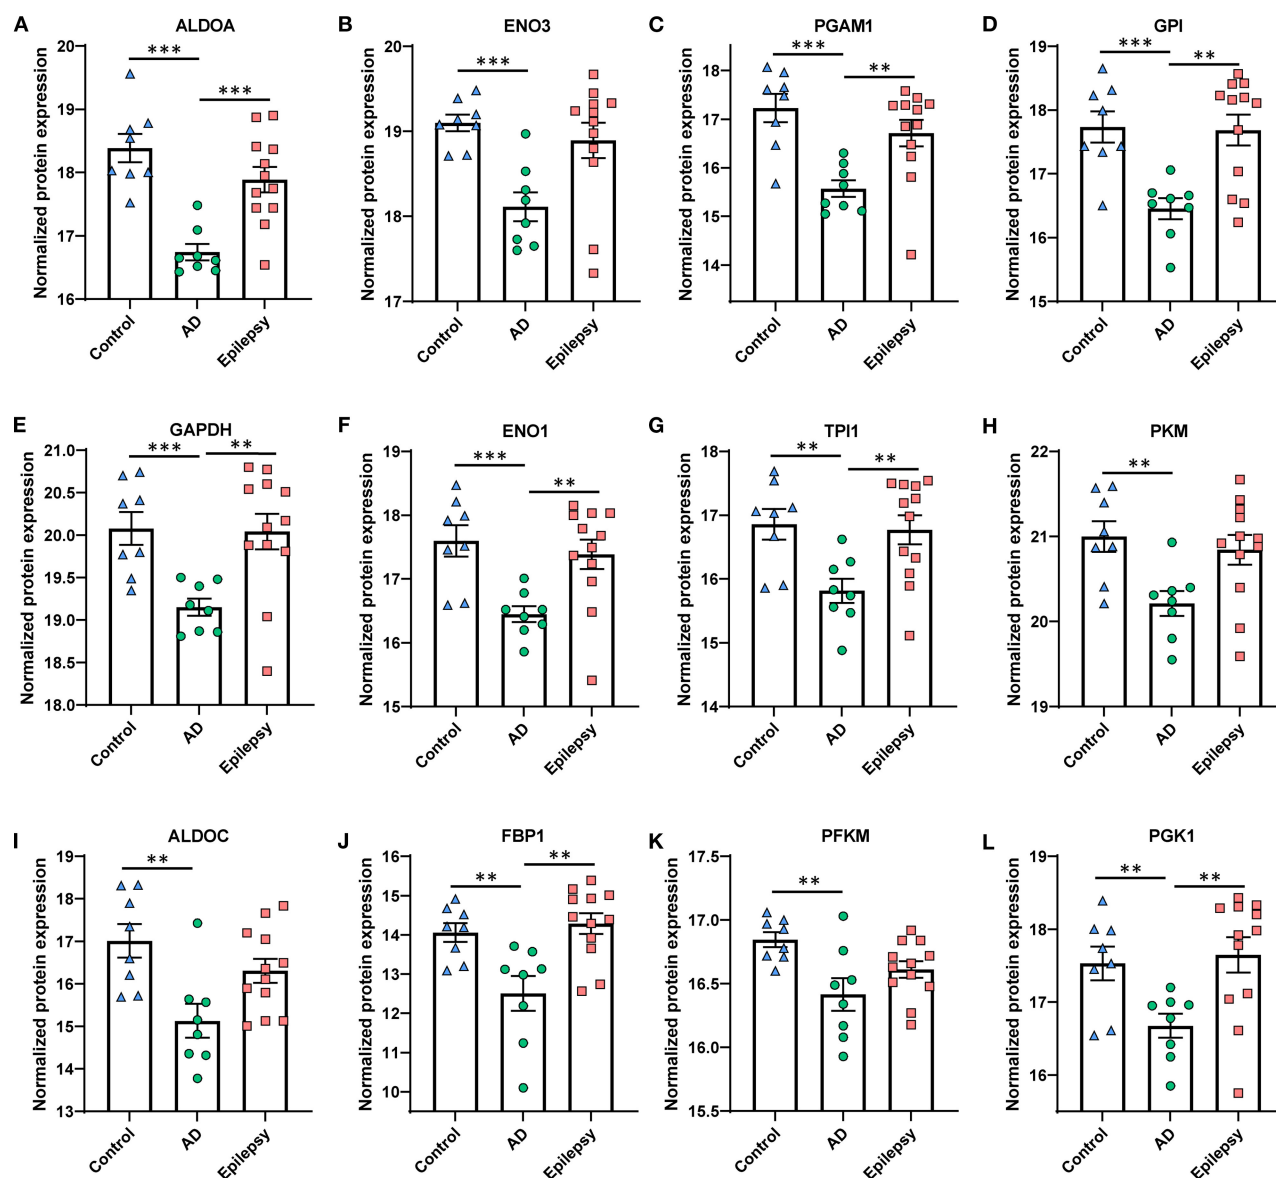 A ALDOA
Normalized protein expression
20
19
18
17
16
***
***
Control
AD
Epilepsy
B ENO3
Normalized protein expression
20
19
18
17
***
Control
AD
Epilepsy
C PGAM1
Normalized protein expression
17
18
16
15
14
***
**
Control
AD
Epilepsy
D GPI
Normalized protein expression
19
18
17
16
15
***
**
Control
AD
Epilepsy
E GAPDH
Normalized protein expression
21.0
20.5
20.0
19.5
19.0
18.5
18.0
***
**
Control
AD
Epilepsy
F ENO1
Normalized protein expression
19
18
17
16
15
***
**
Control
AD
Epilepsy
G TPI1
Normalized protein expression
18
17
16
15
14
**
**
Control
AD
Epilepsy
H PKM
Normalized protein expression
22
21
20
19
**
Control
AD
Epilepsy
I ALDOC
Normalized protein expression
19
18
17
16
15
14
13
**
Control
AD
Epilepsy
J FBP1
Normalized protein expression
16
15
14
13
12
11
10
**
**
Control
AD
Epilepsy
K PFKM
Normalized protein expression
17.5
17.0
16.5
16.0
15.5
**
Control
AD
Epilepsy
L PGK1
Normalized protein expression
19
18
17
16
**
**
Control
AD
Epilepsy